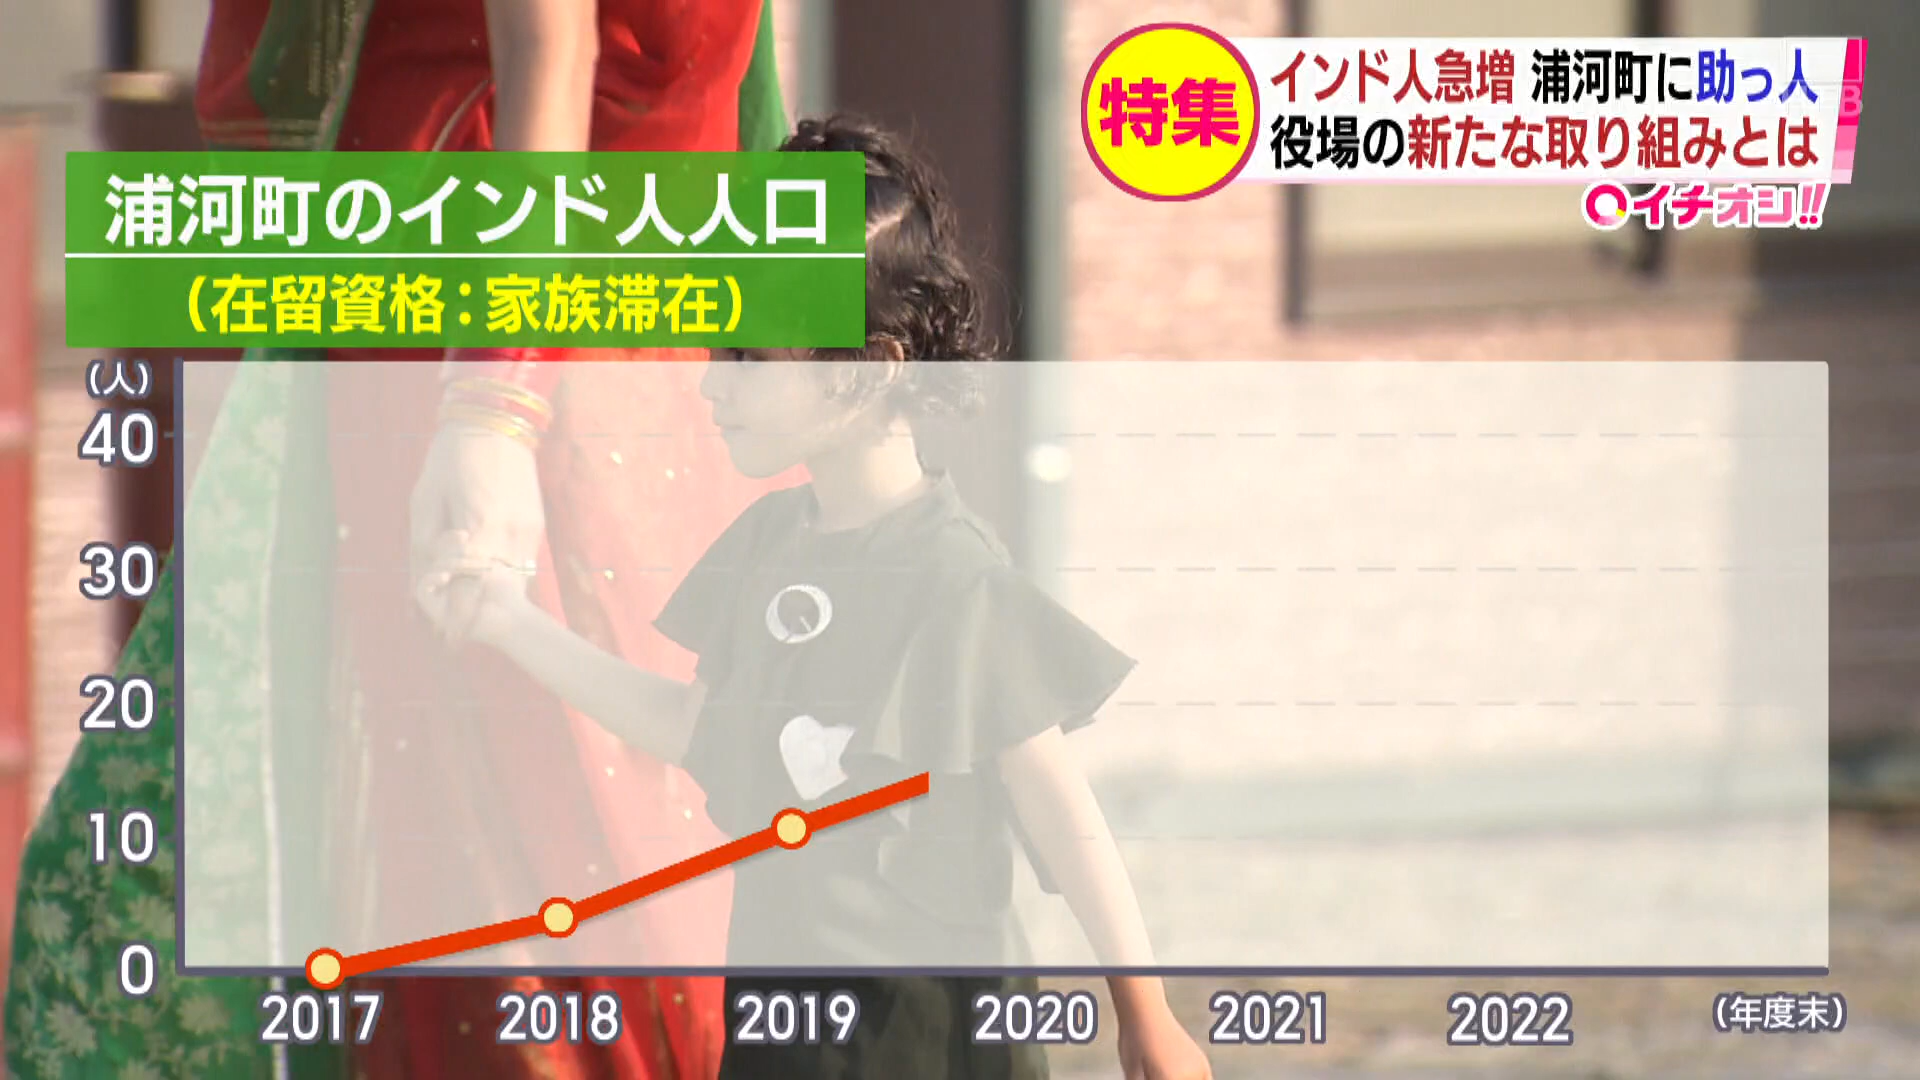 特集
インド人急増 浦河町に助っ人
役場の新たな取り組みとは
イチオシ!!
浦河町のインド人人口
(在留資格:家族滞在)
(人)
40
30
20
10
0
2017 2018 2019 2020 2021 2022 (年度末)